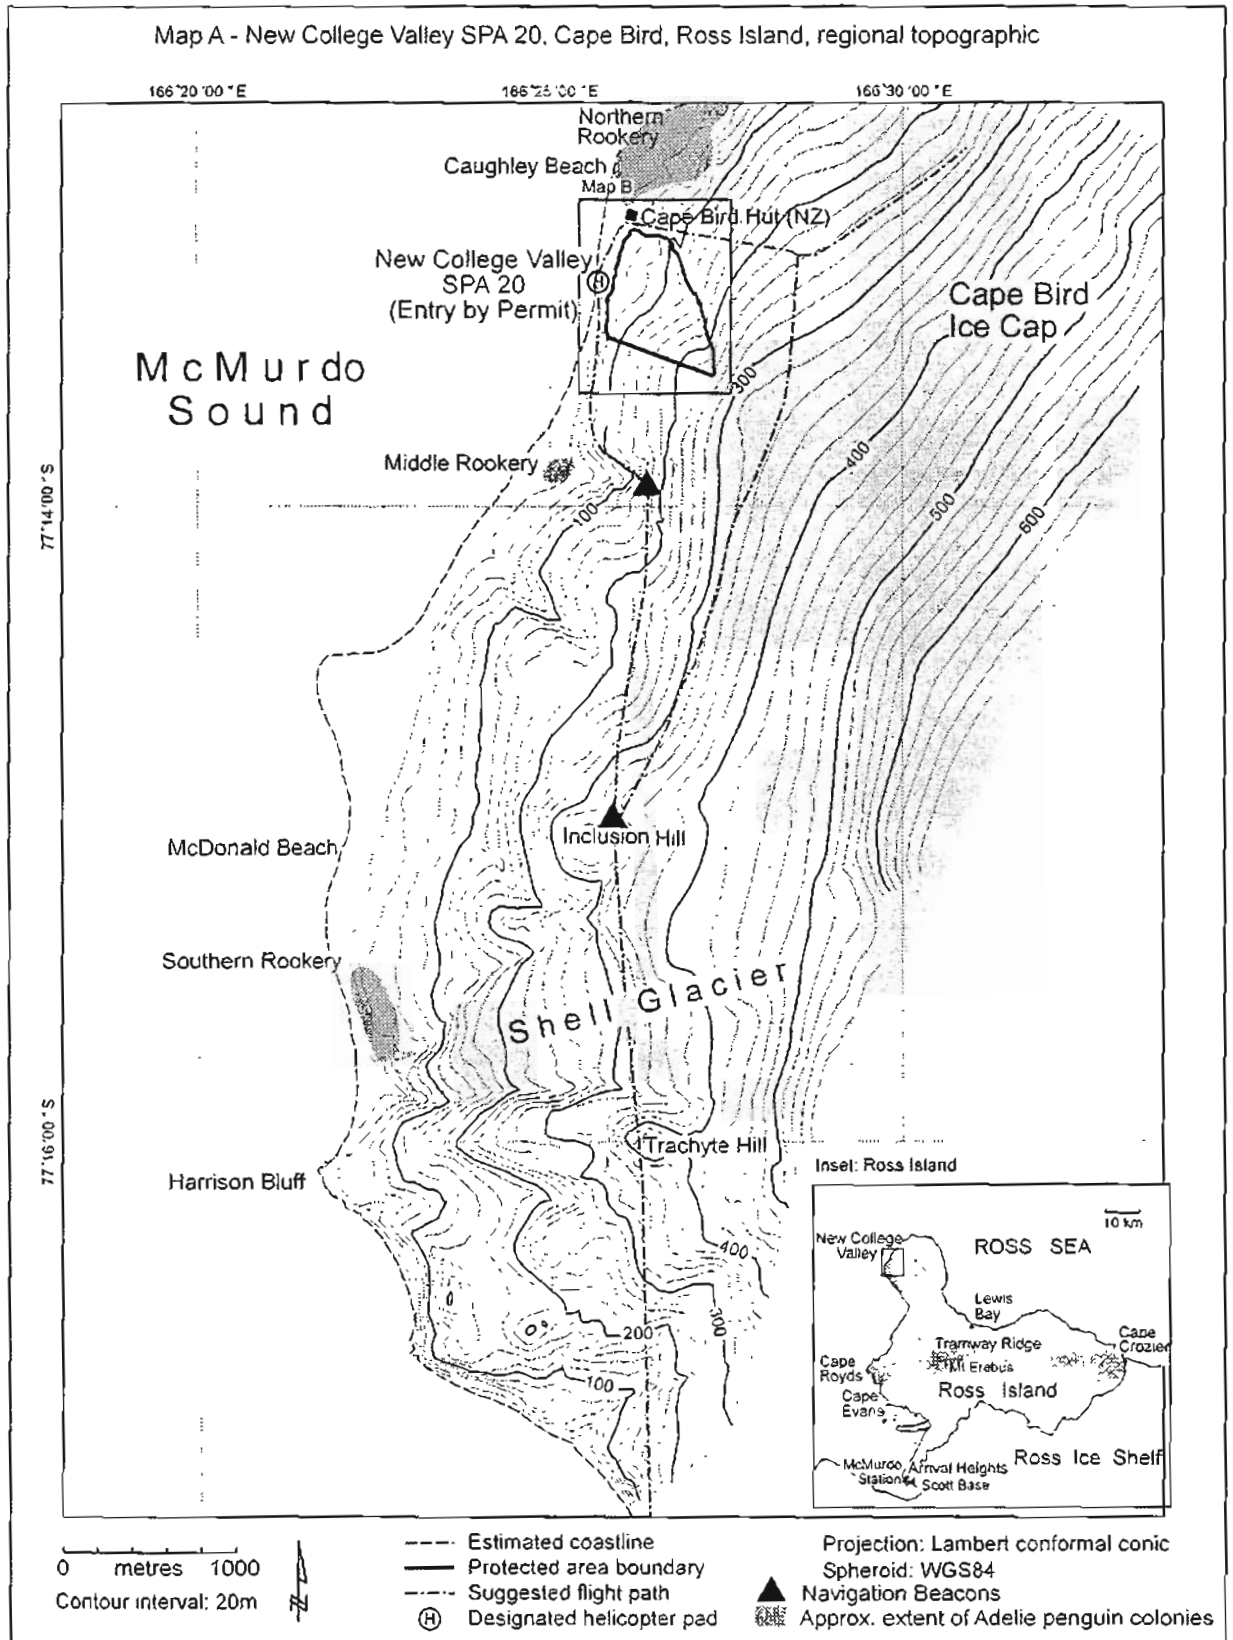 Map A - New College Valley SPA 20, Cape Bird, Ross Island, regional topographic
166°20'00"E
166°25'00"E
166°30'00"E
Northern
Rookery
Caughley Beach
Map B
Cape Bird Hut (NZ)
New College Valley
SPA 20
(Entry by Permit)
H
Cape Bird
Ice Cap
McMurdo
Sound
300
400
500
600
Middle Rookery
100
77°14'00"S
McDonald Beach
Inclusion Hill
Southern Rookery
Shell Glacier
77°16'00"S
Trachyte Hill
Harrison Bluff
400
300
200
100
Inset: Ross Island
10 km
New College
Valley
ROSS SEA
Lewis
Bay
Tramway Ridge
Mt Erebus
Cape
Crozier
Cape
Royds
Ross Island
Cape
Evans
Ross Ice Shelf
McMurdo
Station
Arrival Heights
Scott Base
0 metres 1000
Contour interval: 20m
N
Estimated coastline
Protected area boundary
Suggested flight path
H Designated helicopter pad
Projection: Lambert conformal conic
Spheroid: WGS84
Navigation Beacons
Approx. extent of Adelie penguin colonies